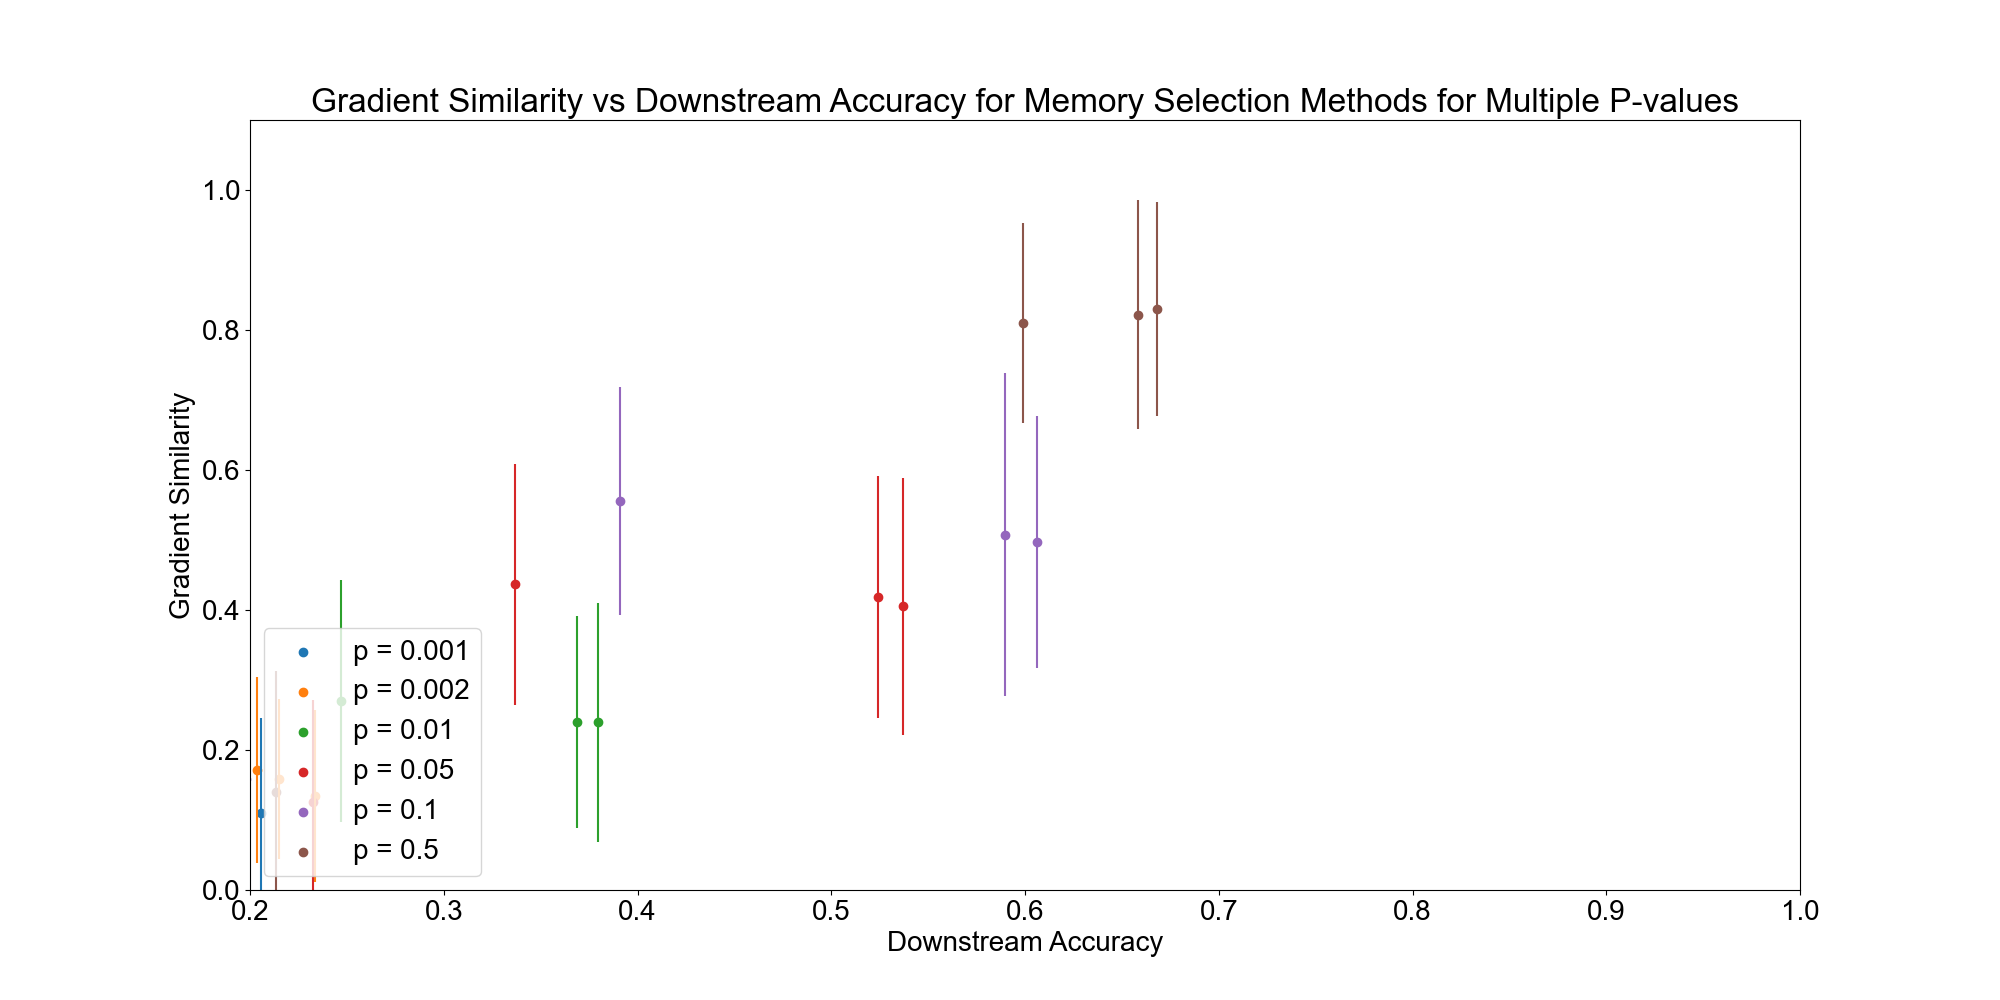 Gradient Similarity vs Downstream Accuracy for Memory Selection Methods for Multiple P-values
1.0
0.8
0.6
0.4
0.2
0.0
Gradient Similarity
p = 0.001
p = 0.002
p = 0.01
p = 0.05
p = 0.1
p = 0.5
0.2 0.3 0.4 0.5 0.6 0.7 0.8 0.9 1.0
Downstream Accuracy